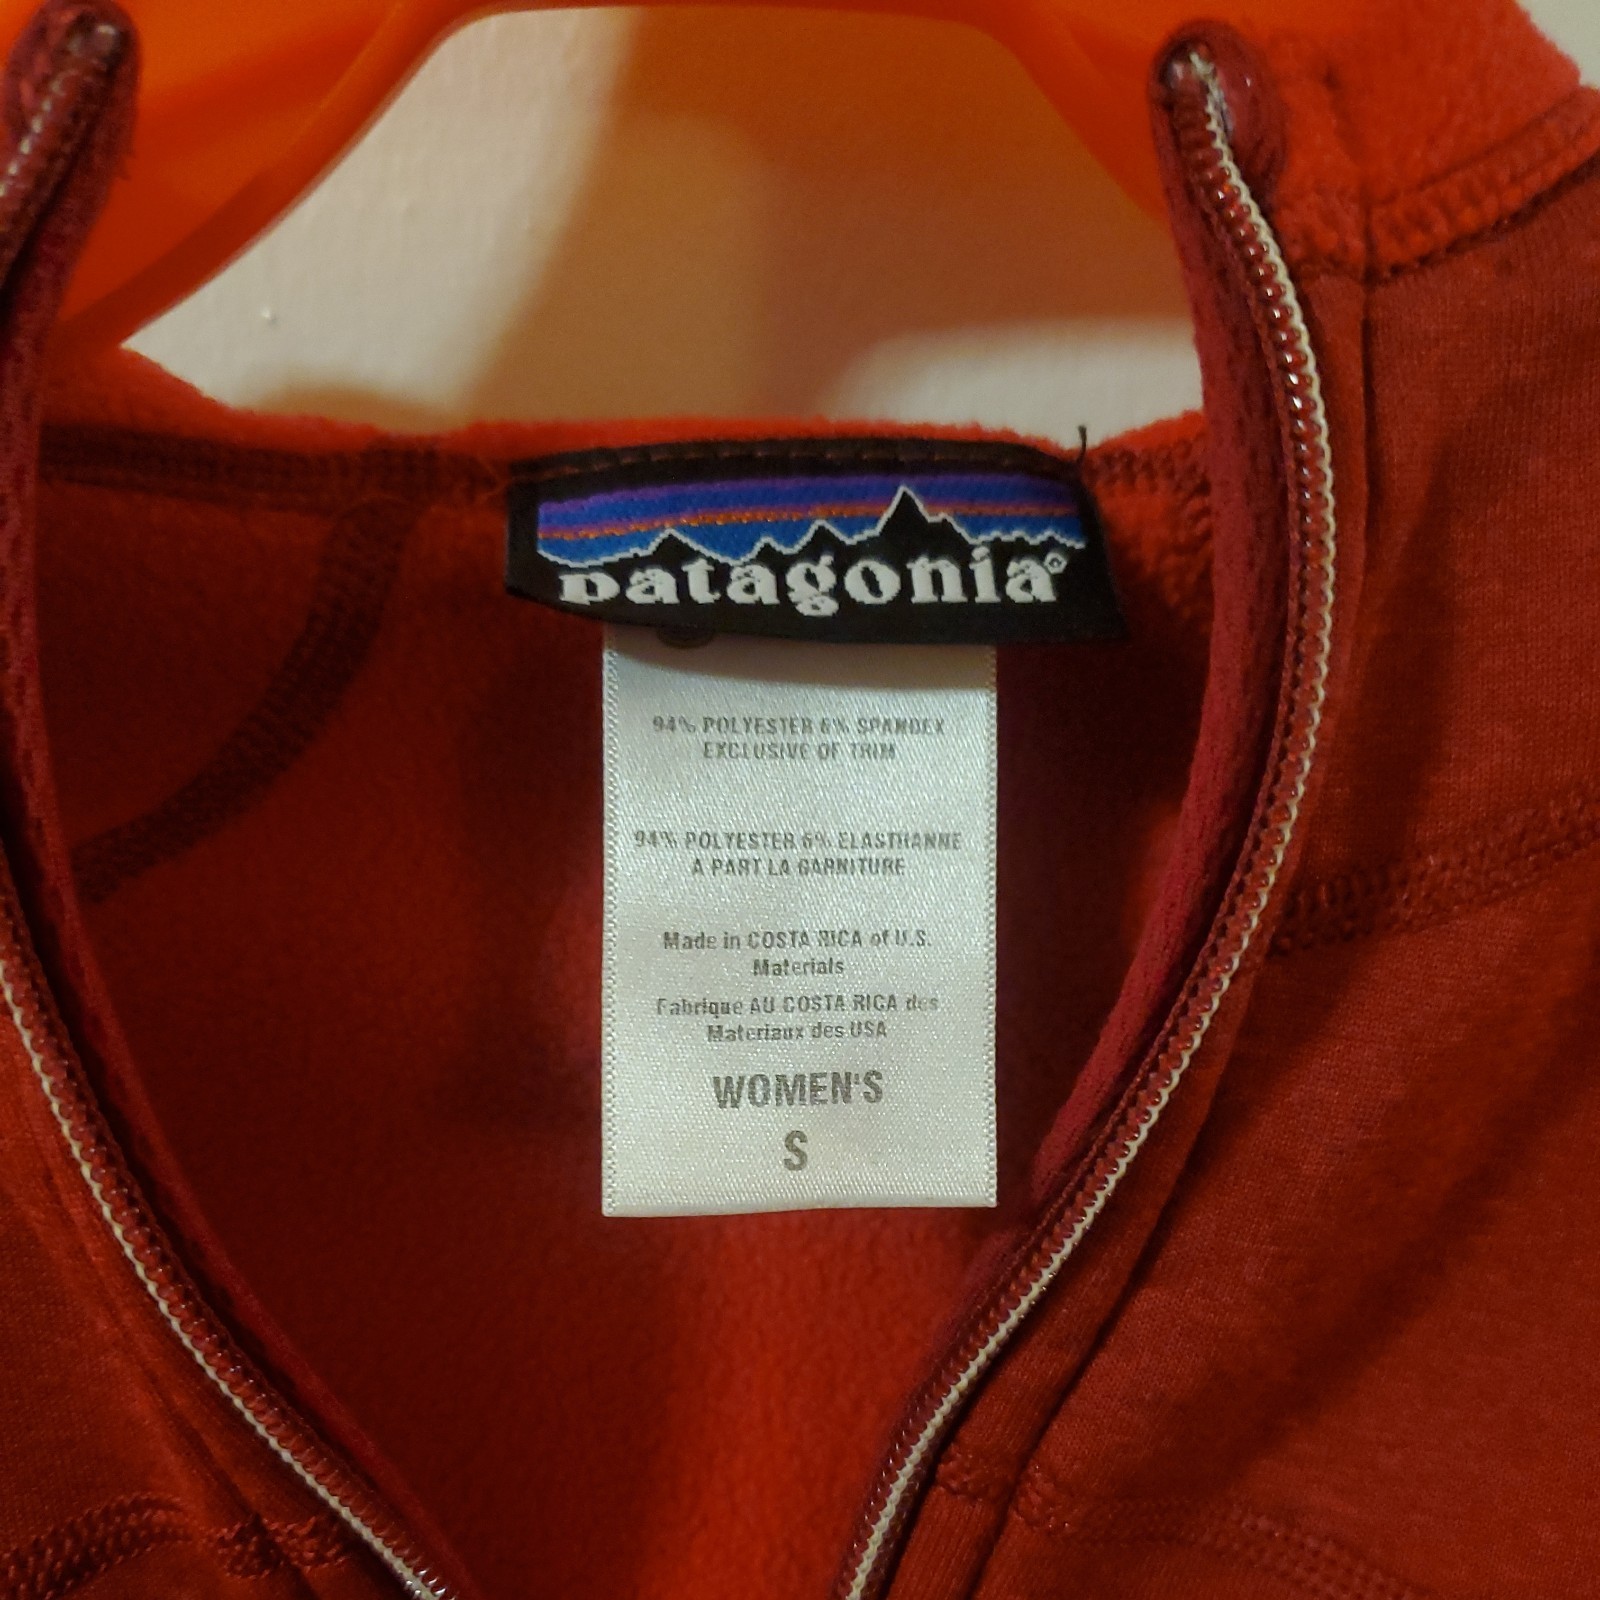 patagonia®
94% POLYESTER 6% SPANDEX
EXCLUSIVE OF TRIM
94% POLYESTER 6% ELASTHANNE
A PART LA GARNITURE
Made in COSTA RICA of U.S.
Materials
Fabrique AU COSTA RICA des
Materiaux des USA
WOMEN'S
S